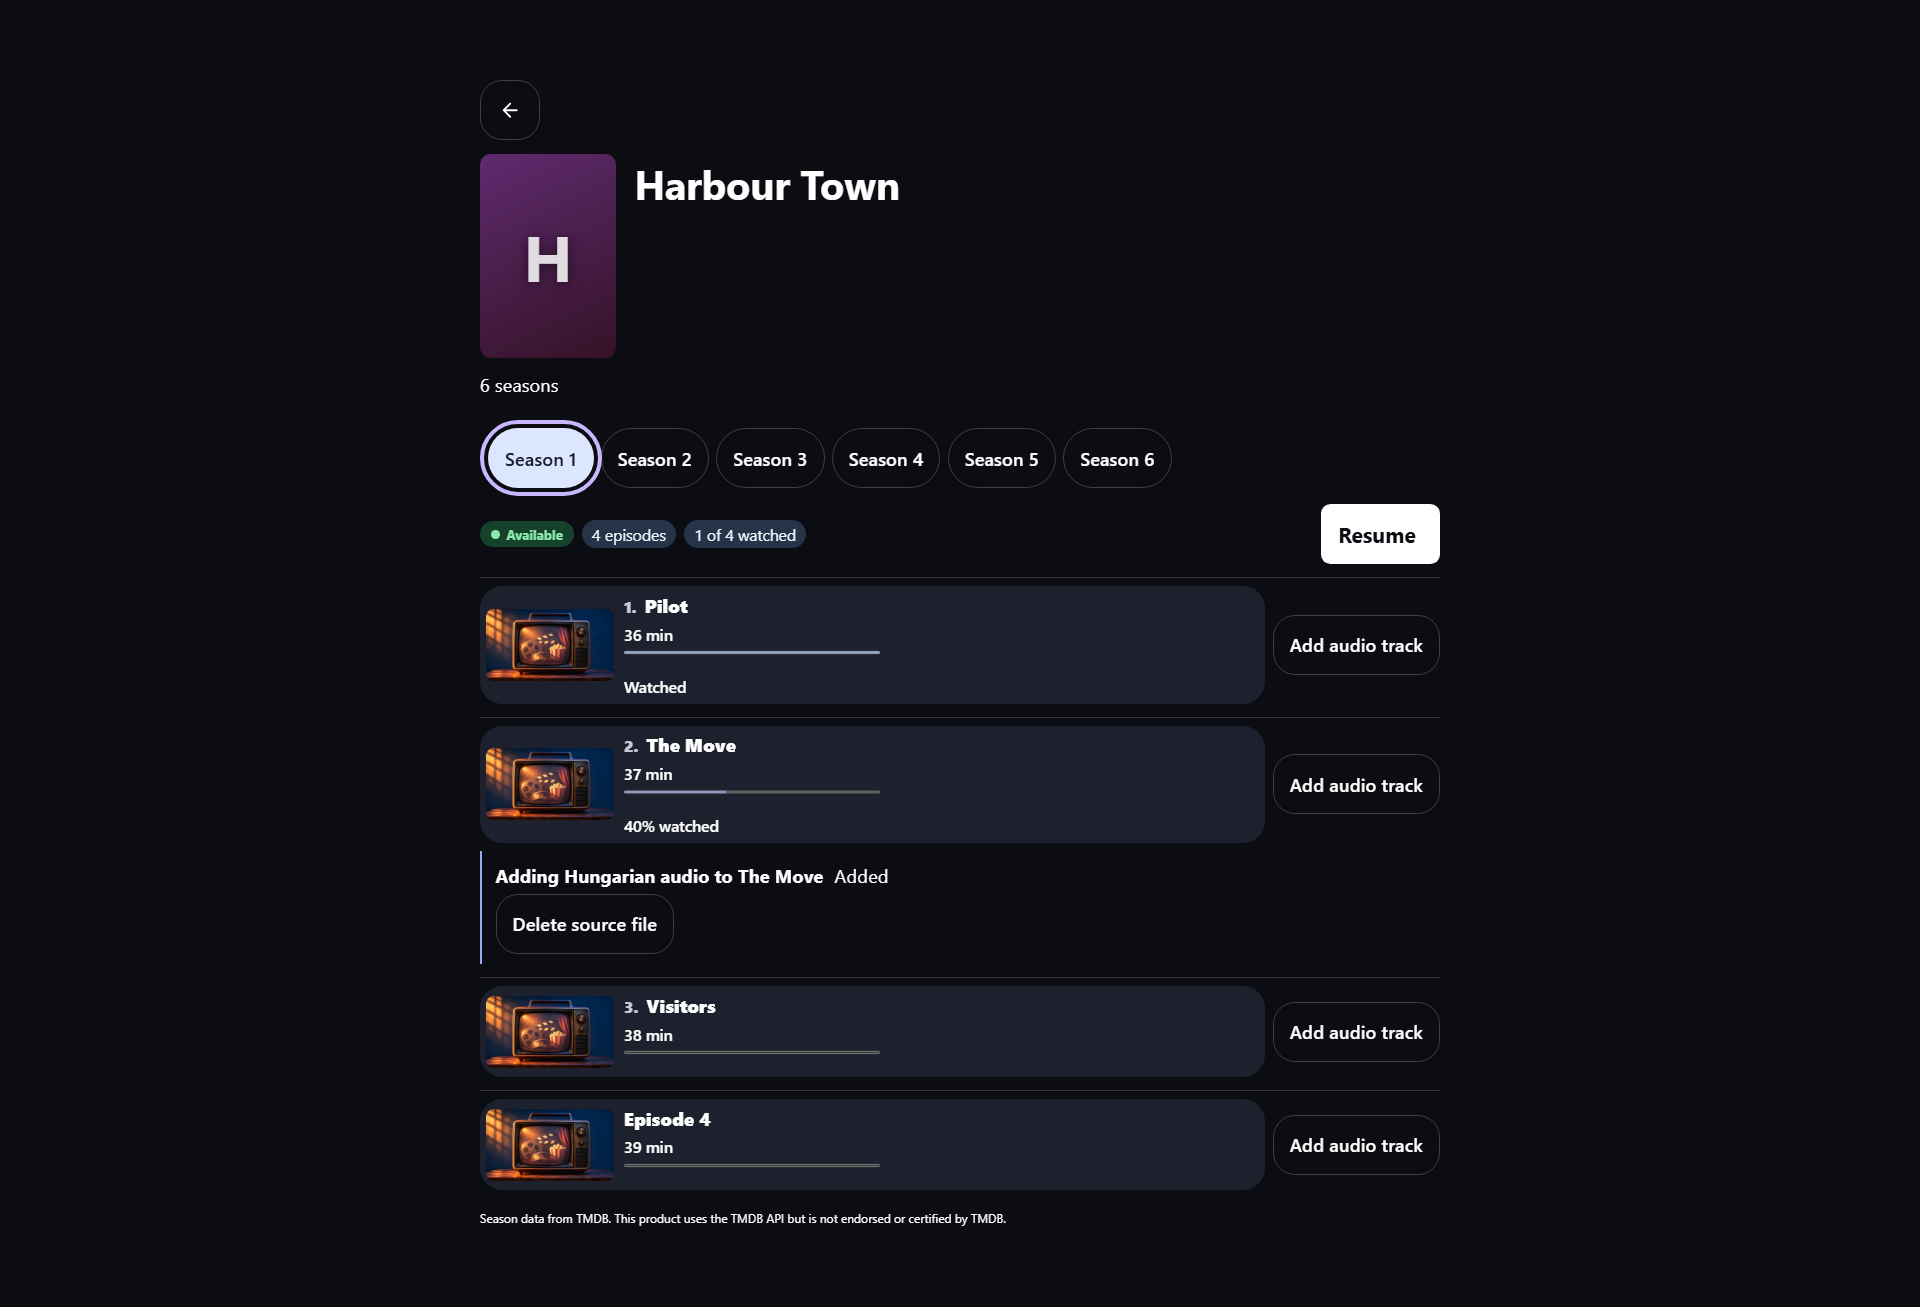 Harbour Town
H
6 seasons
Season 1 Season 2 Season 3 Season 4 Season 5 Season 6
Available 4 episodes 1 of 4 watched Resume
1. Pilot
36 min
Watched
Add audio track
2. The Move
37 min
40% watched
Add audio track
Adding Hungarian audio to The Move Added
Delete source file
3. Visitors
38 min
Add audio track
Episode 4
39 min
Add audio track
Season data from TMDB. This product uses the TMDB API but is not endorsed or certified by TMDB.